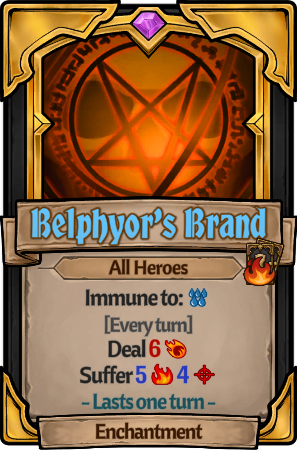 Belphyor's Brand
All Heroes
Immune to:
[Every turn]
Deal 6
Suffer 5 4
- Lasts one turn -
Enchantment